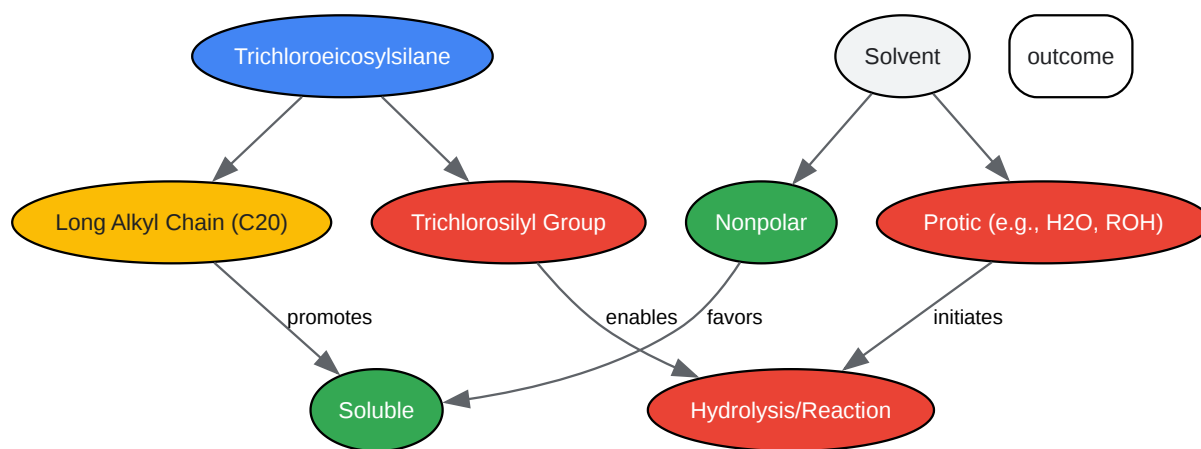 Trichloroeicosylsilane
Solvent
outcome
Long Alkyl Chain (C20)
Trichlorosilyl Group
Nonpolar
Protic (e.g., H2O, ROH)
promotes
enables
favors
initiates
Soluble
Hydrolysis/Reaction